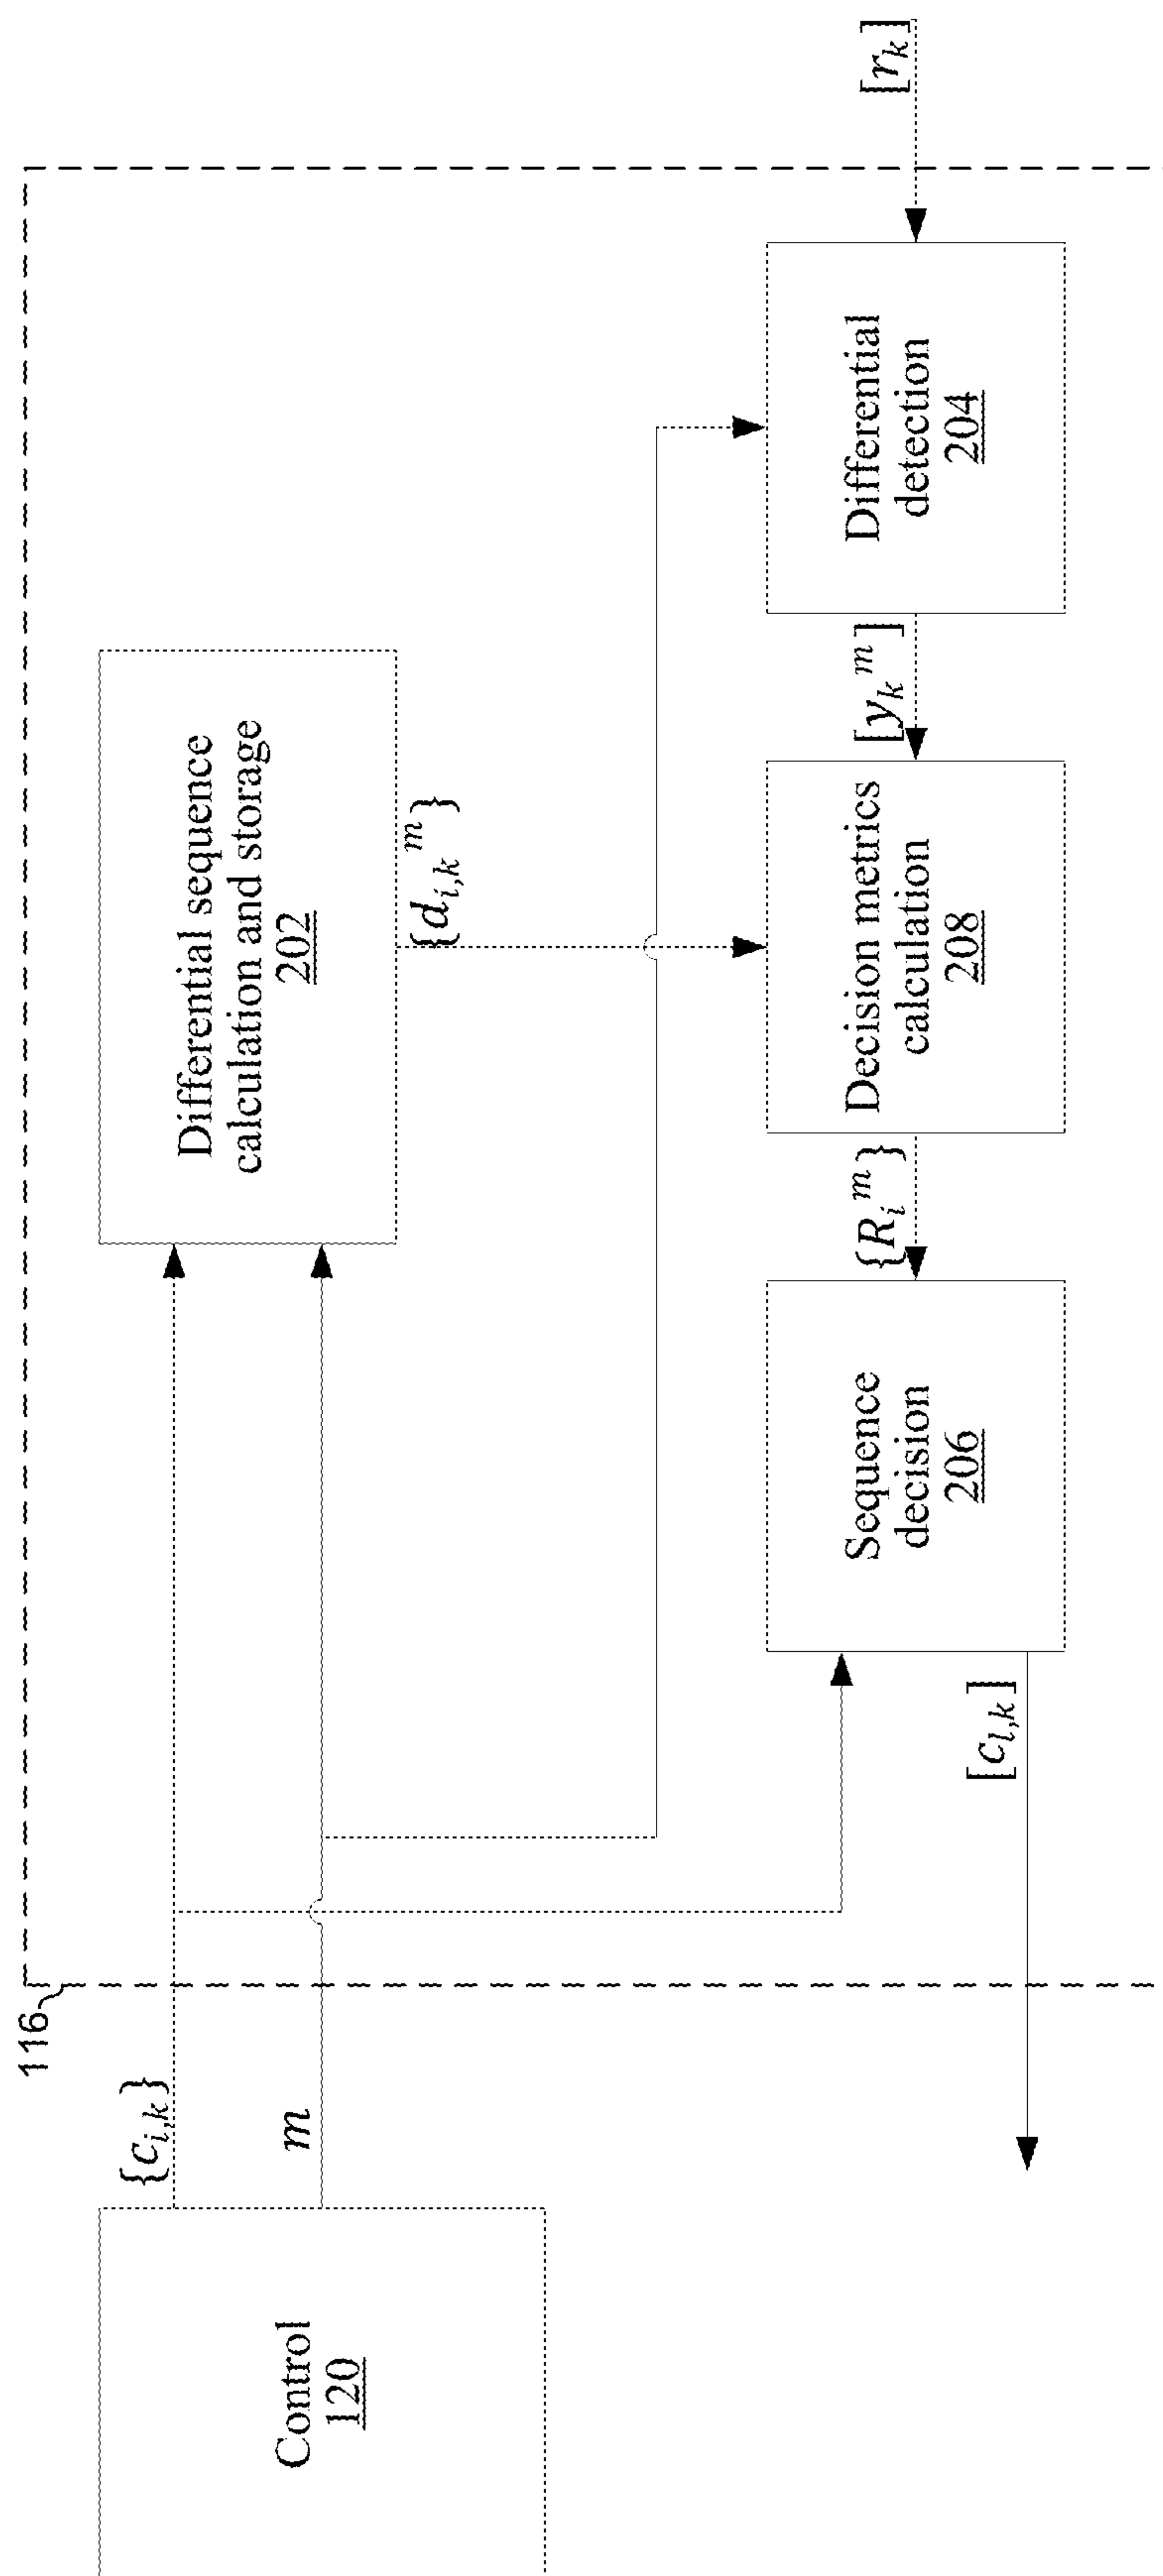 116
Control
120
{c_{i,k}}
m
Differential sequence
calculation and storage
202
{d_{i,k}^m}
[c_{l,k}]
Sequence
decision
206
{R_i^m}
Decision metrics
calculation
208
[y_k^m]
Differential
detection
204
[r_k]